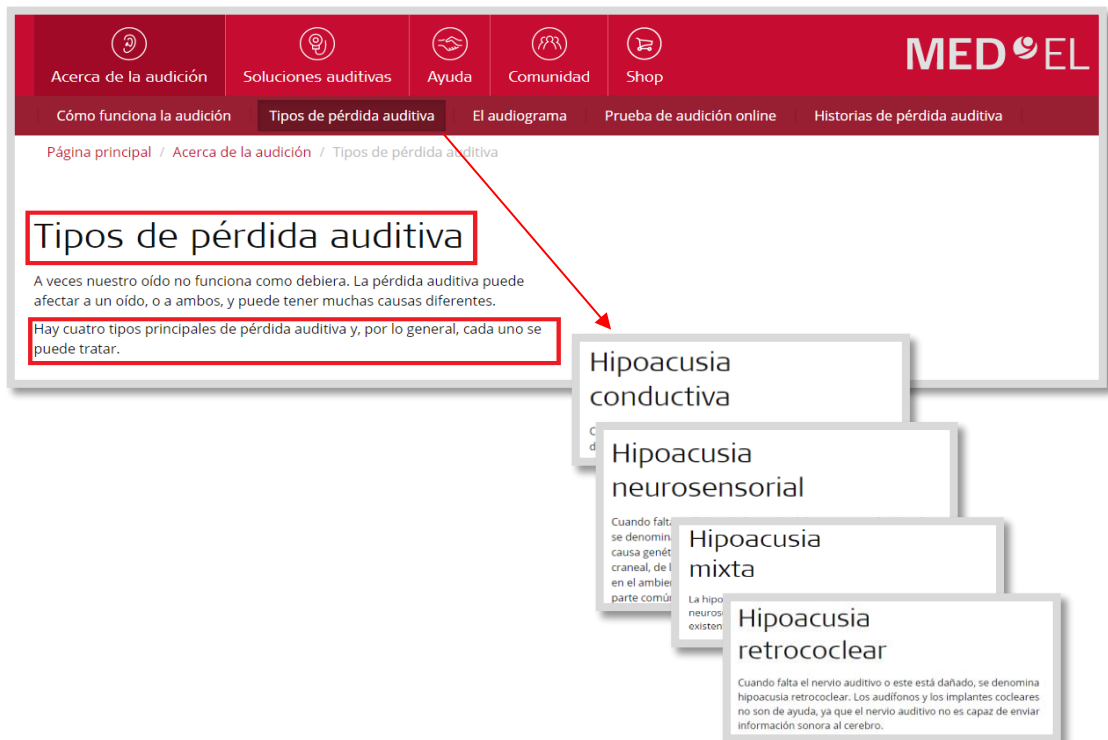 Acerca de la audición
Soluciones auditivas
Ayuda
Comunidad
Shop
MED EL
Cómo funciona la audición
Tipos de pérdida auditiva
El audiograma
Prueba de audición online
Historias de pérdida auditiva
Página principal / Acerca de la audición / Tipos de pérdida auditiva
Tipos de pérdida auditiva
A veces nuestro oído no funciona como debiera. La pérdida auditiva puede
afectar a un oído, o a ambos, y puede tener muchas causas diferentes.
Hay cuatro tipos principales de pérdida auditiva y, por lo general, cada uno se
puede tratar.
Hipoacusia
conductiva
Hipoacusia
neurosensorial
Cuando falt
se denomin
causa genét
craneal, de l
en el ambie
parte común
Hipoacusia
mixta
La hipo
neuros
existen
Hipoacusia
retrococlear
Cuando falta el nervio auditivo o este está dañado, se denomina
hipoacusia retrococlear. Los audífonos y los implantes cocleares
no son de ayuda, ya que el nervio auditivo no es capaz de enviar
información sonora al cerebro.